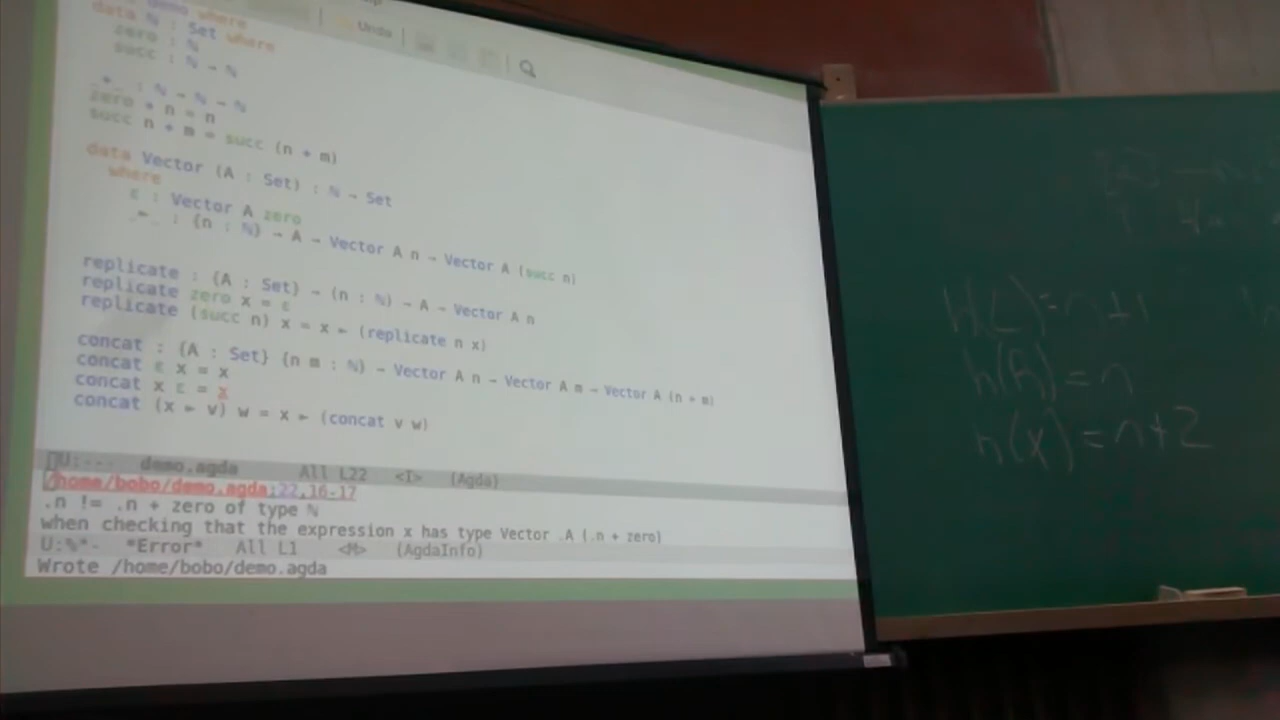 where
Undo
data ℕ : Set where
zero : ℕ
succ : ℕ → ℕ
_+_ : ℕ → ℕ → ℕ
zero + n = n
succ n + m = succ (n + m)
data Vector (A : Set) : ℕ → Set
where
ε : Vector A zero
_►_ : {n : ℕ} → A → Vector A n → Vector A (succ n)
replicate : {A : Set} → (n : ℕ) → A → Vector A n
replicate zero x = ε
replicate (succ n) x = x ► (replicate n x)
concat : {A : Set} {n m : ℕ} → Vector A n → Vector A m → Vector A (n + m)
concat ε x = x
concat x ε = x
concat (x ► v) w = x ► (concat v w)
U:--- demo.agda All L22 <I> (Agda)
/home/bobo/demo.agda:22,16-17
.n != .n + zero of type ℕ
when checking that the expression x has type Vector .A (.n + zero)
U:%*- *Error* All L1 <M> (AgdaInfo)
Wrote /home/bobo/demo.agda
h(L)=n+1
h(R)=n
h(x)=n+2